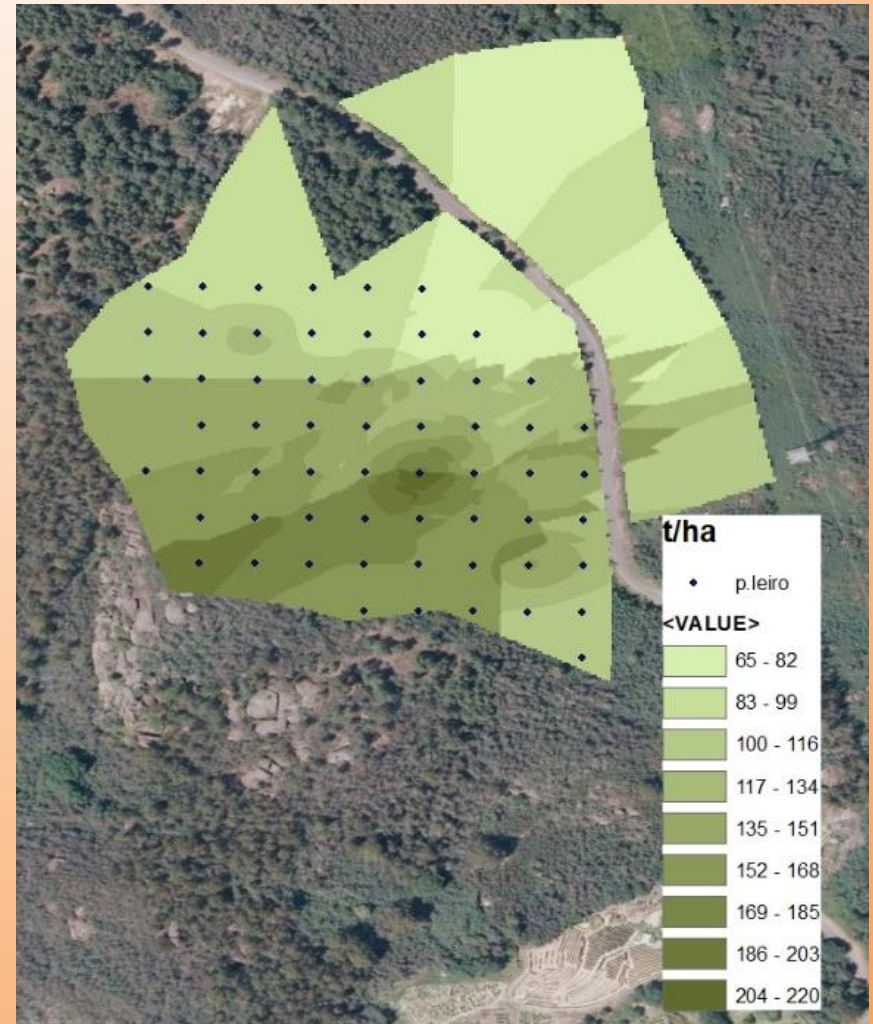 t/ha
p.leiro
<VALUE>
65 - 82
83 - 99
100 - 116
117 - 134
135 - 151
152 - 168
169 - 185
186 - 203
204 - 220